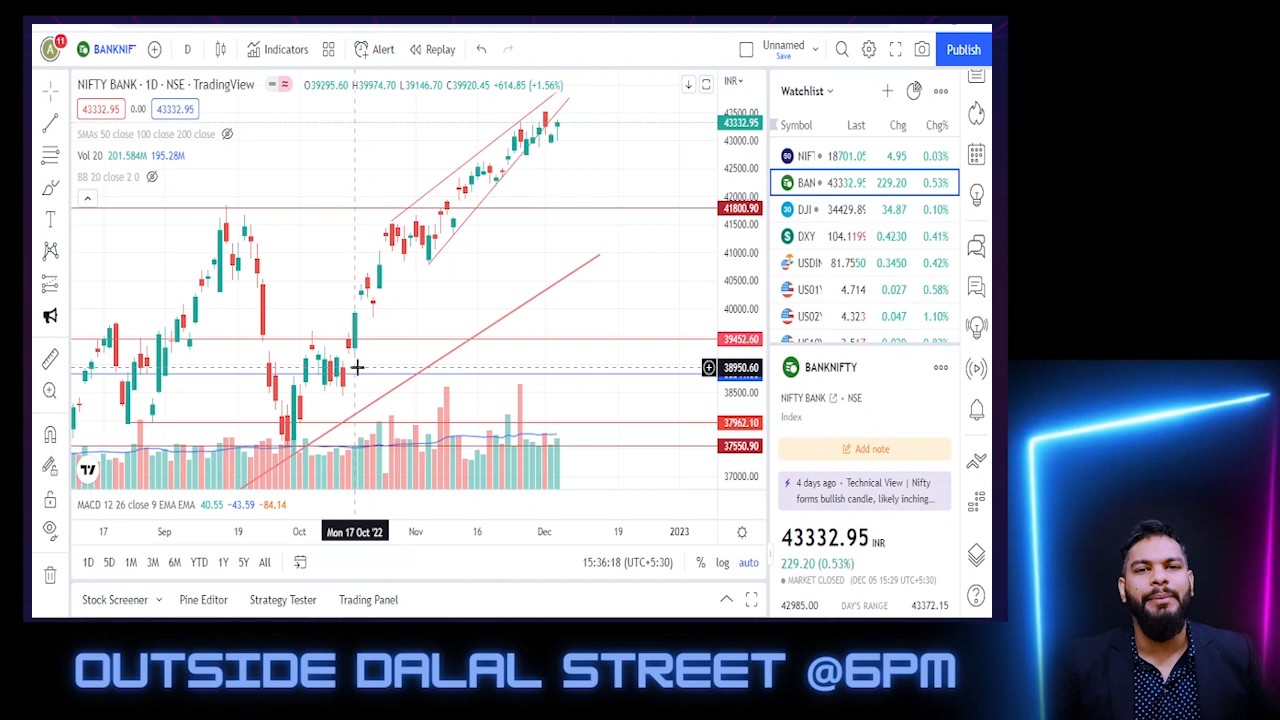 A 11 BANKNIF D Indicators Alert Replay Unnamed Save Publish
NIFTY BANK · 1D · NSE · TradingView O39295.60 H39974.70 L39146.70 C39920.45 +614.85 (+1.56%) INR
43332.95 0.00 43332.95
SMAs 50 close 100 close 200 close
Vol 20 201.584M 195.28M
BB 20 close 2 0
43500.00
43332.95
43000.00
42500.00
42000.00
41800.90
41500.00
41000.00
40500.00
40000.00
39452.60
38950.60
38500.00
37962.10
37550.90
37000.00
MACD 12 26 close 9 EMA EMA 40.55 −43.59 −84.14
17 Sep 19 Oct Mon 17 Oct '22 Nov 16 Dec 19 2023
1D 5D 1M 3M 6M YTD 1Y 5Y All 15:36:18 (UTC+5:30) % log auto
Stock Screener Pine Editor Strategy Tester Trading Panel
Watchlist
Symbol Last Chg Chg%
50 NIFT 18701.05 4.95 0.03%
BAN 43332.95 229.20 0.53%
30 DJI 34429.89 34.87 0.10%
$ DXY 104.1199 0.4230 0.41%
USDIN 81.7550 0.3450 0.42%
US01Y 4.714 0.027 0.58%
US02Y 4.323 0.047 1.10%
BANKNIFTY
NIFTY BANK · NSE
Index
Add note
4 days ago · Technical View | Nifty
forms bullish candle, likely inching...
43332.95 INR
229.20 (0.53%)
MARKET CLOSED (DEC 05 15:29 UTC+5:30)
42985.00 DAY'S RANGE 43372.15
OUTSIDE DALAL STREET @6PM